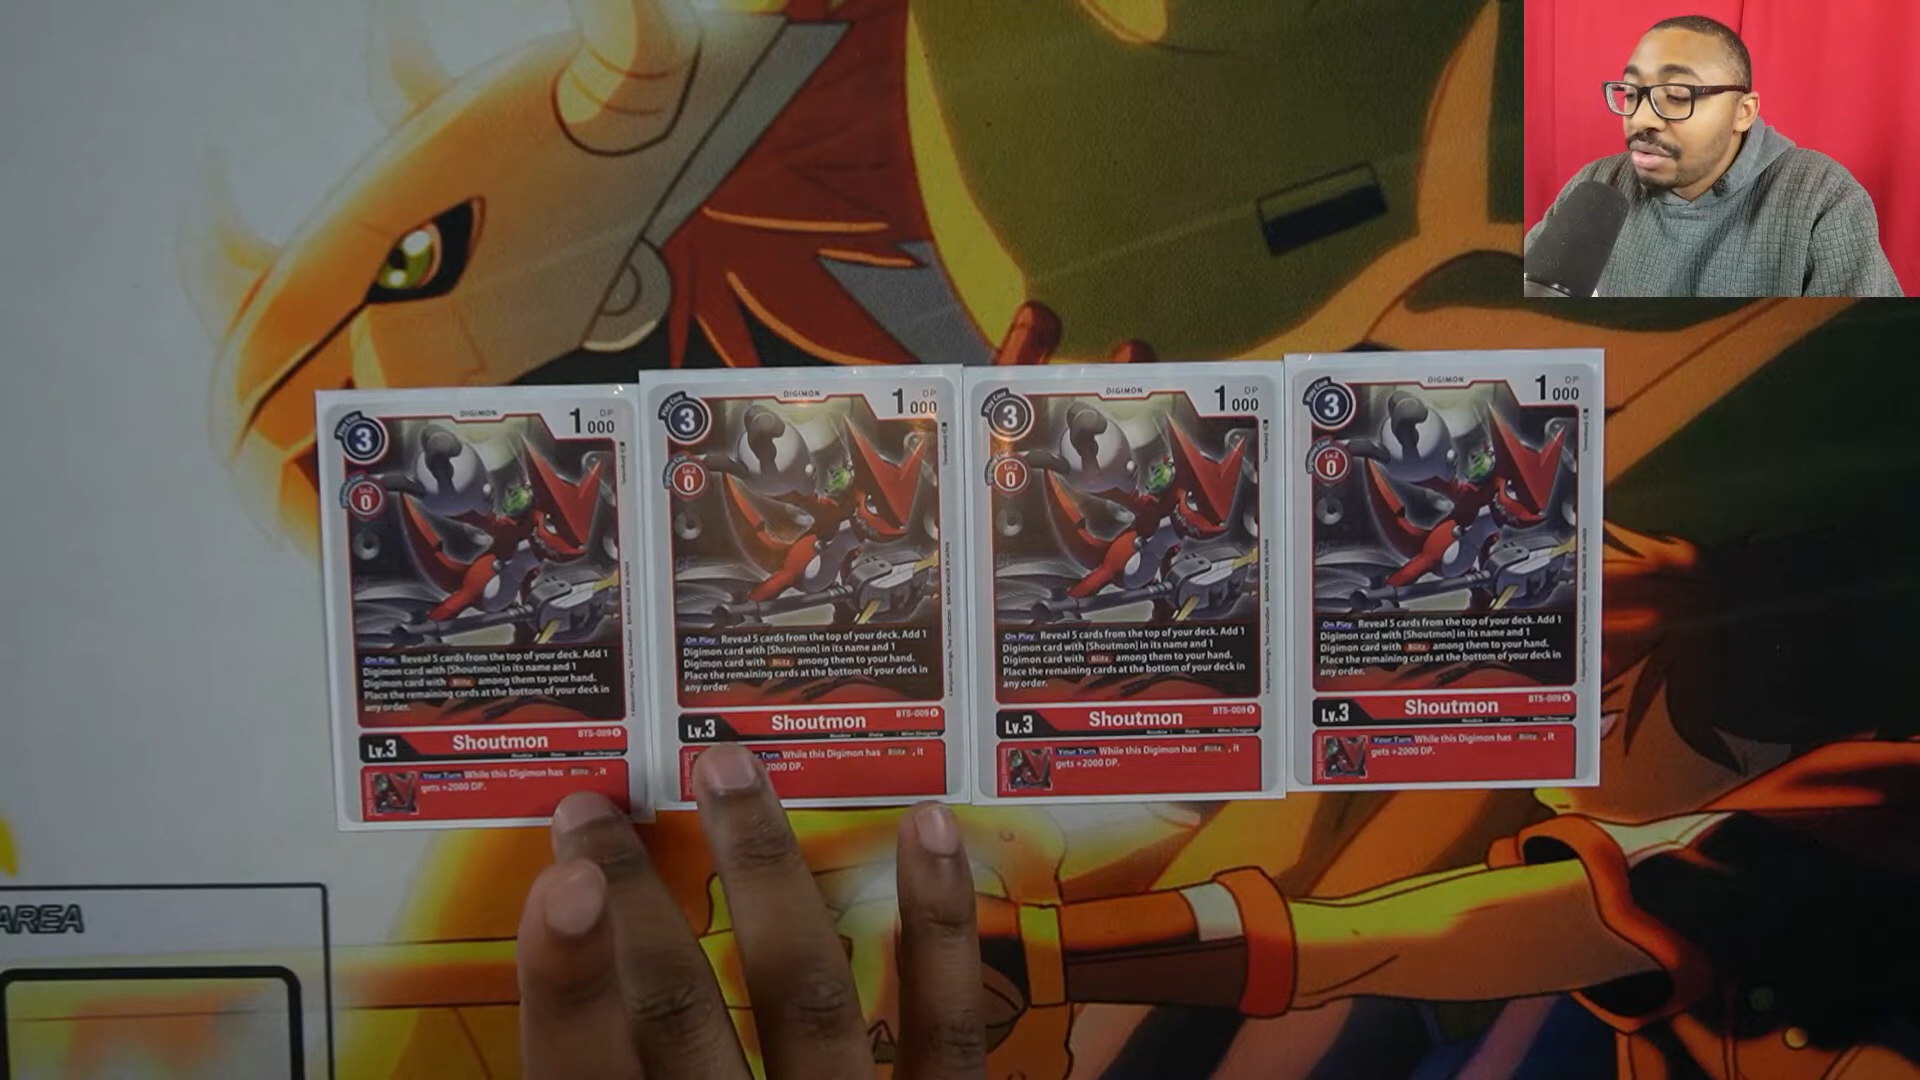 DIGIMON
Play Cost
3
1000
DP
Lv.2
0
On Play Reveal 5 cards from the top of your deck. Add 1
Digimon card with [Shoutmon] in its name and 1
Digimon card with Blitz among them to your hand.
Place the remaining cards at the bottom of your deck in
any order.
BT5-009
Lv.3
Shoutmon
Your Turn While this Digimon has Blitz, it
gets +2000 DP.
DIGIMON
Play Cost
3
1000
DP
Lv.2
0
On Play Reveal 5 cards from the top of your deck. Add 1
Digimon card with [Shoutmon] in its name and 1
Digimon card with Blitz among them to your hand.
Place the remaining cards at the bottom of your deck in
any order.
BT5-009
Lv.3
Shoutmon
Turn While this Digimon has Blitz, it
2000 DP.
DIGIMON
Play Cost
3
1000
DP
Lv.2
0
On Play Reveal 5 cards from the top of your deck. Add 1
Digimon card with [Shoutmon] in its name and 1
Digimon card with Blitz among them to your hand.
Place the remaining cards at the bottom of your deck in
any order.
BT5-009
Lv.3
Shoutmon
Your Turn While this Digimon has Blitz, it
gets +2000 DP.
DIGIMON
Play Cost
3
1000
DP
Lv.2
0
On Play Reveal 5 cards from the top of your deck. Add 1
Digimon card with [Shoutmon] in its name and 1
Digimon card with Blitz among them to your hand.
Place the remaining cards at the bottom of your deck in
any order.
BT5-009
Lv.3
Shoutmon
Your Turn While this Digimon has Blitz, it
gets +2000 DP.
AREA